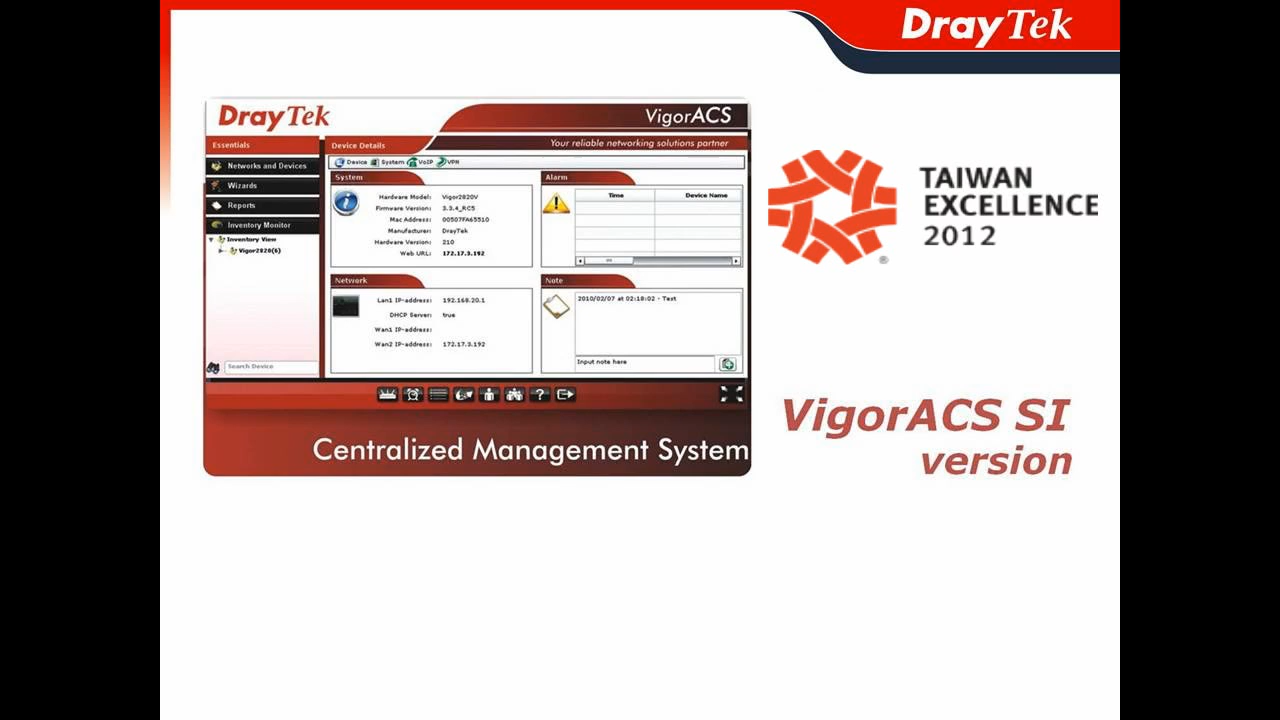 DrayTek
DrayTek
VigorACS
Essentials
Device Details
Your reliable networking solutions partner
Networks and Devices
Wizards
Reports
Inventory Monitor
Inventory View
Vigor2820(6)
Search Device
Device System VoIP VPN
System
Hardware Model: Vigor2820V
Firmware Version: 3.3.4_RC5
Mac Address: 00507FA65510
Manufacturer: DrayTek
Hardware Version: 210
Web URL: 172.17.3.192
Alarm
Time Device Name
Network
Lan1 IP-address: 192.168.20.1
DHCP Server: true
Wan1 IP-address:
Wan2 IP-address: 172.17.3.192
Note
2010/02/07 at 02:18:02 - Test
Input note here
Centralized Management System
TAIWAN
EXCELLENCE
2012
®
VigorACS SI
version